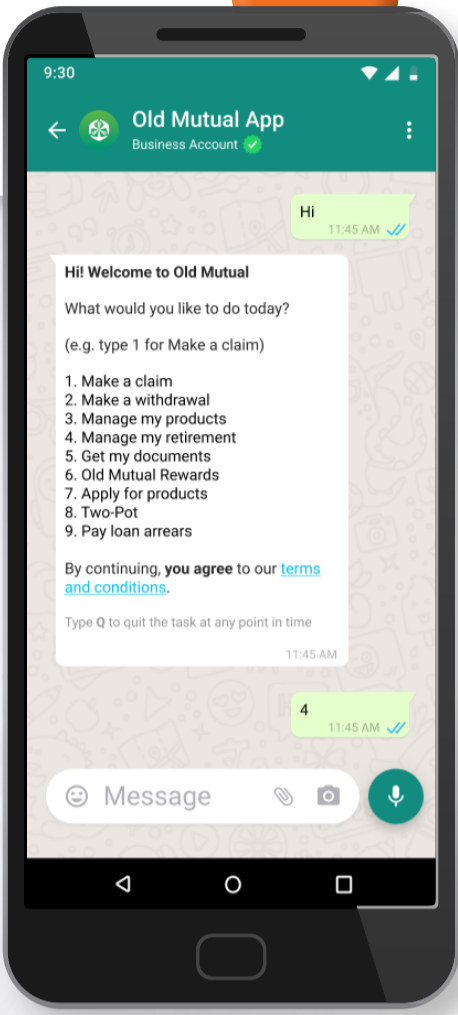 9:30
Old Mutual App
Business Account
Hi
11:45 AM
Hi! Welcome to Old Mutual
What would you like to do today?
(e.g. type 1 for Make a claim)
1. Make a claim
2. Make a withdrawal
3. Manage my products
4. Manage my retirement
5. Get my documents
6. Old Mutual Rewards
7. Apply for products
8. Two-Pot
9. Pay loan arrears
By continuing, you agree to our terms
and conditions.
Type Q to quit the task at any point in time
11:45 AM
4
11:45 AM
Message